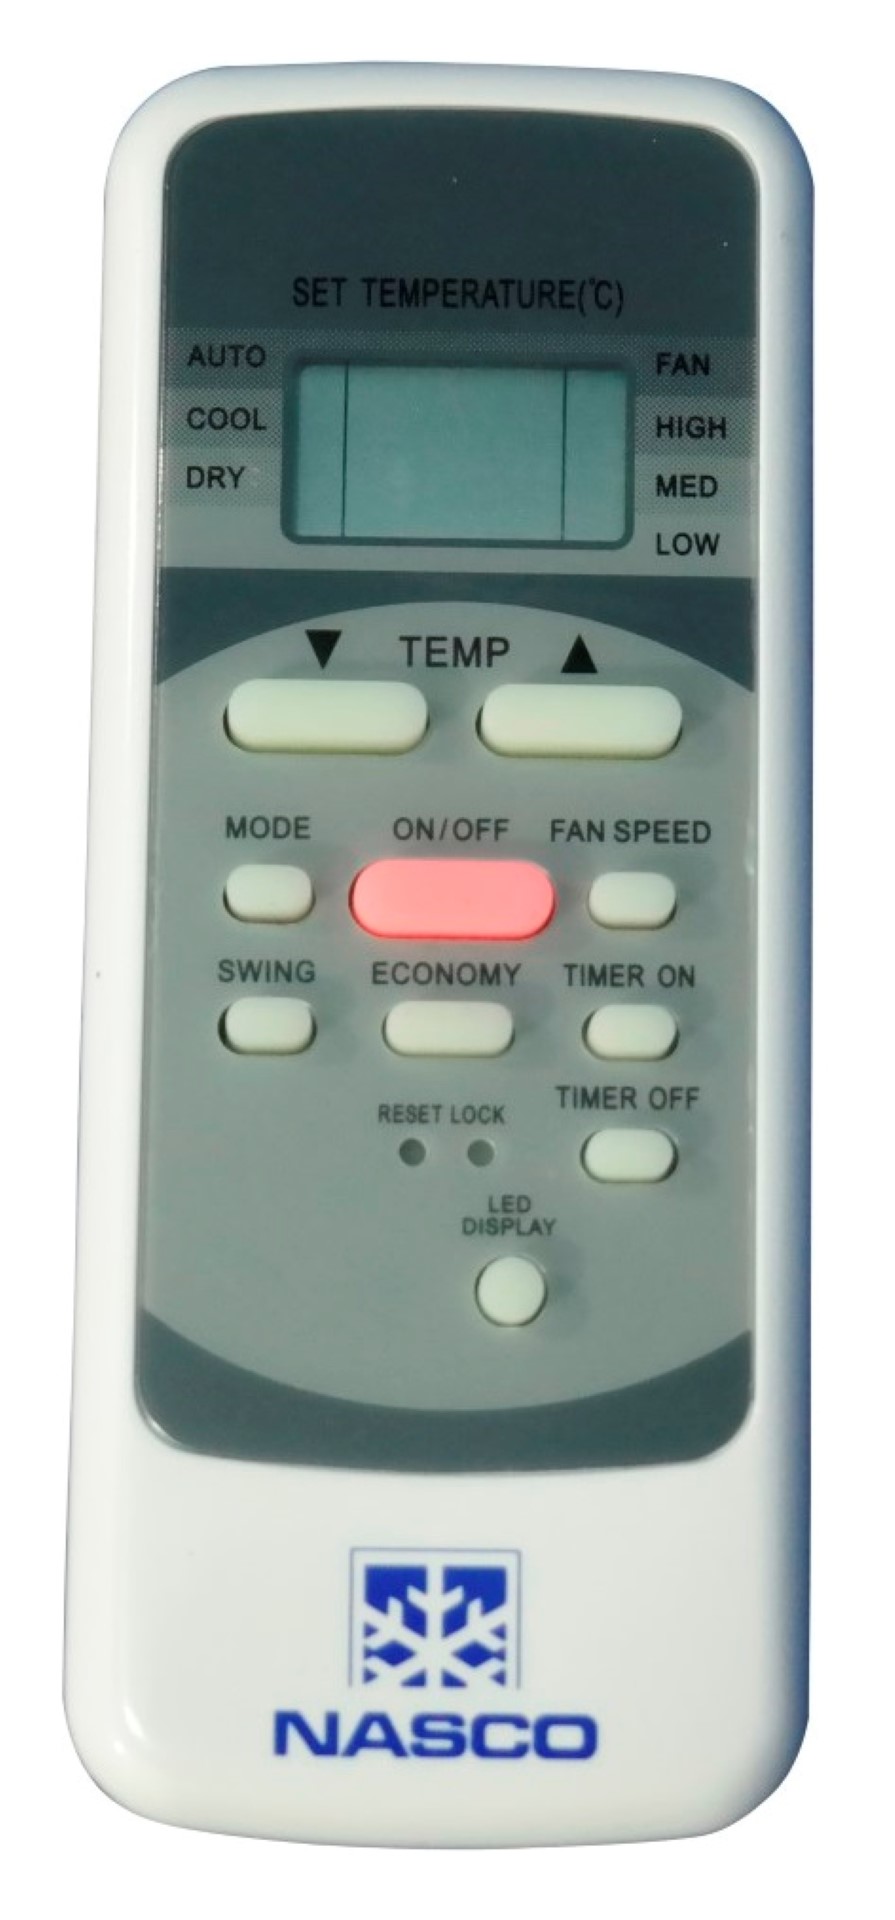 SET TEMPERATURE(℃)
AUTO
COOL
DRY
FAN
HIGH
MED
LOW
▼ TEMP ▲
MODE ON/OFF FAN SPEED
SWING ECONOMY TIMER ON
RESET LOCK TIMER OFF
LED
DISPLAY
NASCO